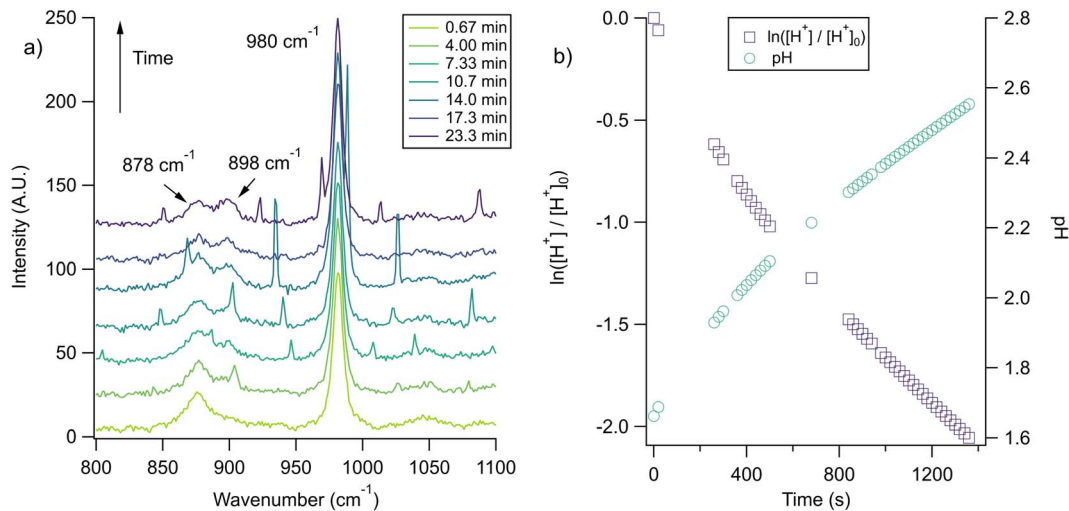 a)
Time
980 cm⁻¹
878 cm⁻¹
898 cm⁻¹
0.67 min
4.00 min
7.33 min
10.7 min
14.0 min
17.3 min
23.3 min
Intensity (A.U.)
250
200
150
100
50
0
800
850
900
950
1000
1050
1100
Wavenumber (cm⁻¹)
b)
ln([H⁺] / [H⁺]₀)
pH
ln([H⁺] / [H⁺]₀)
0.0
-0.5
-1.0
-1.5
-2.0
0
400
800
1200
Time (s)
2.8
2.6
2.4
2.2
2.0
1.8
1.6
pH